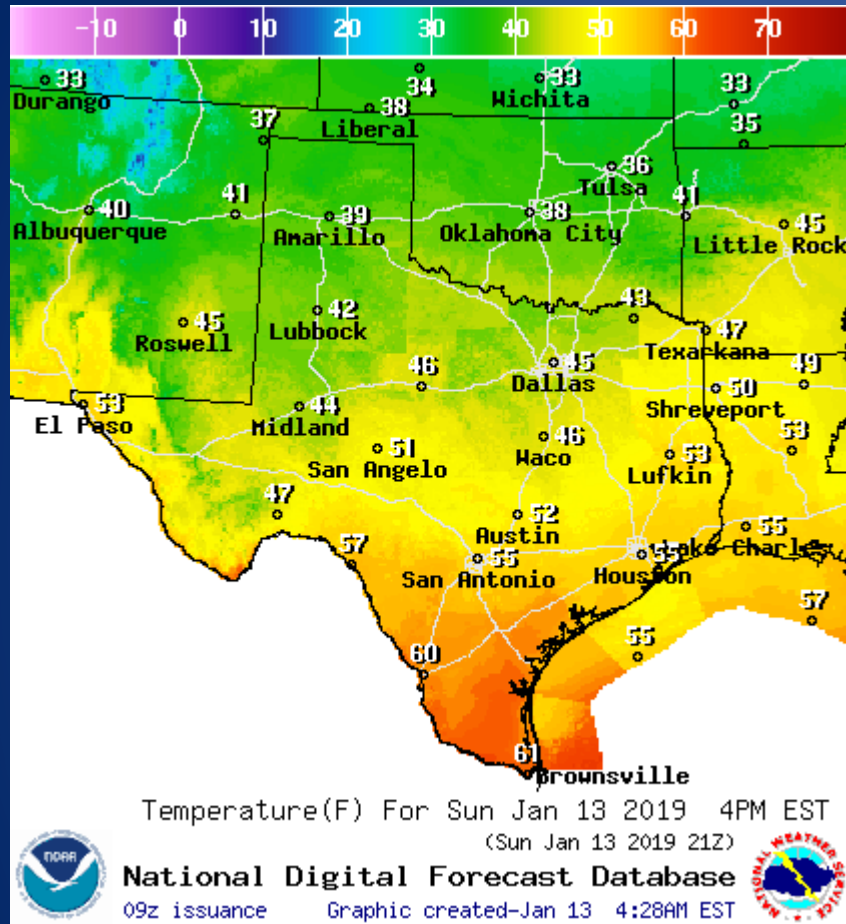 -10 0 10 20 30 40 50 60 70
33 34 33 33
Durango Wichita
38
Liberal
37 35
36
Tulsa
40 41 39 38 41 45
Albuquerque Amarillo Oklahoma City Little Rock
45 42 43 47
Roswell Lubbock Texarkana
46 45 49
Dallas
53 44 50
El Paso Midland Shreveport
51 46 53 53
San Angelo Waco Lufkin
47 52 55
Austin
57 55 55 Lake Charles
San Antonio Houston
57
55
60
61
Brownsville
Temperature(F) For Sun Jan 13 2019 4PM EST
(Sun Jan 13 2019 21Z)
National Digital Forecast Database
09z issuance Graphic created-Jan 13 4:28AM EST
NOAA
NATIONAL WEATHER SERVICE